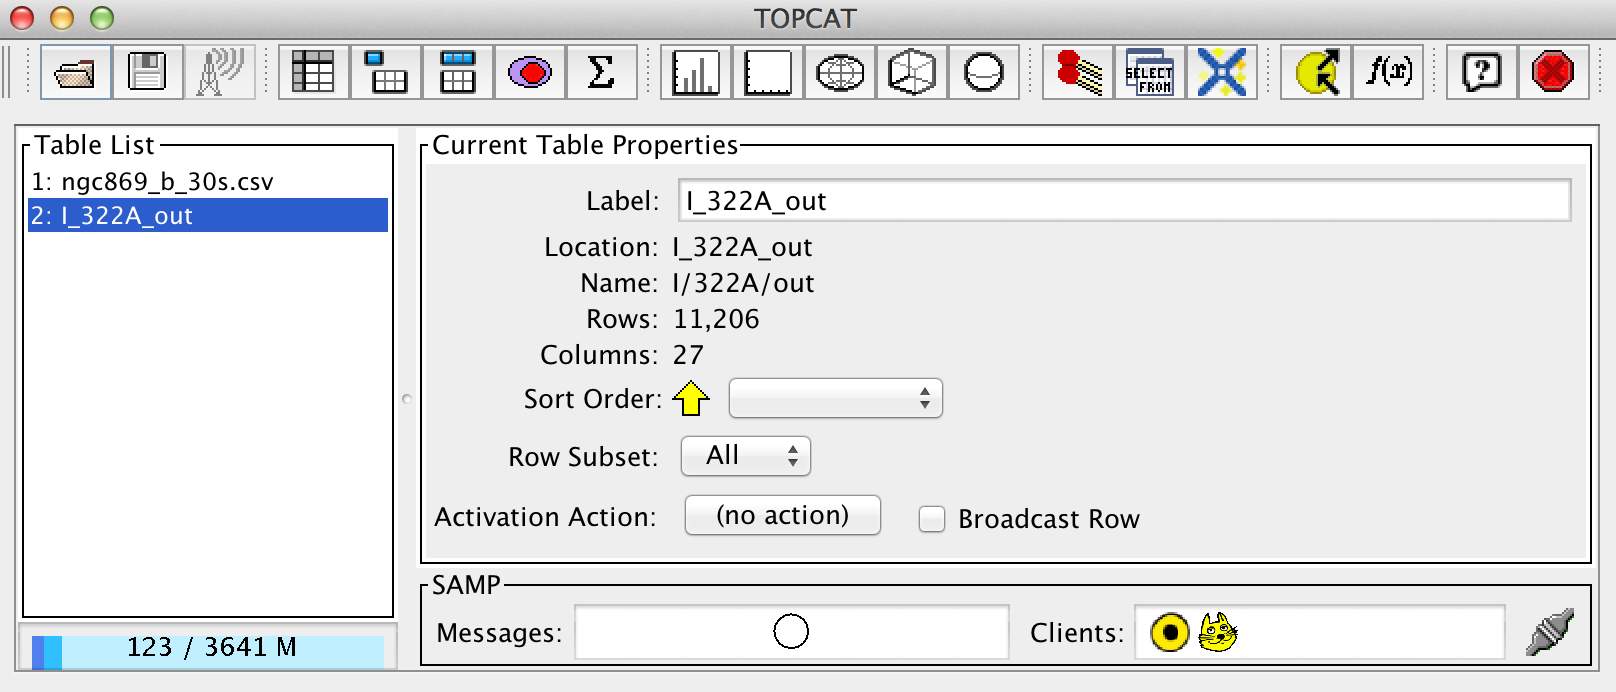 TOPCAT
Σ
SELECT
FROM
f(x)
?
Table List
1: ngc869_b_30s.csv
2: I_322A_out
123 / 3641 M
Current Table Properties
Label: I_322A_out
Location: I_322A_out
Name: I/322A/out
Rows: 11,206
Columns: 27
Sort Order:
Row Subset: All
Activation Action: (no action) Broadcast Row
SAMP
Messages: Clients: